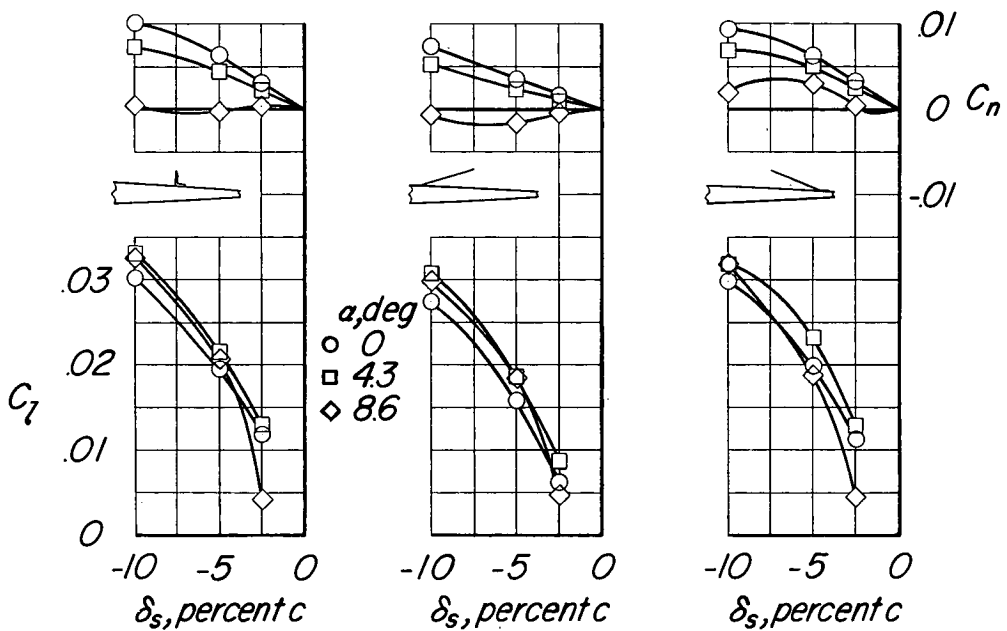 .01
0 Cn
-.01
.03
.02
Cl
.01
0
α, deg
0
4.3
8.6
-10 -5 0
-10 -5 0
-10 -5 0
δs, percent c
δs, percent c
δs, percent c